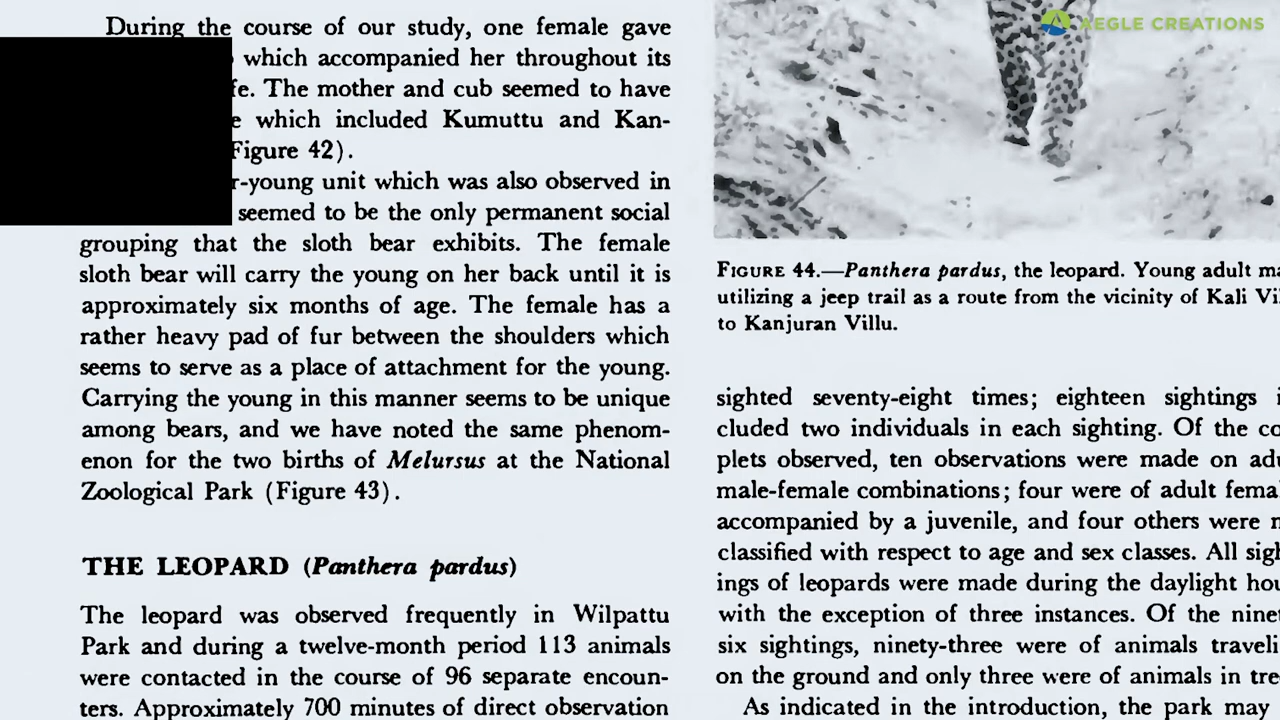 AEGLE CREATIONS
During the course of our study, one female gave
which accompanied her throughout its
The mother and cub seemed to have
which included Kumuttu and Kan-
Figure 42).
-young unit which was also observed in
seemed to be the only permanent social
grouping that the sloth bear exhibits. The female
sloth bear will carry the young on her back until it is
approximately six months of age. The female has a
rather heavy pad of fur between the shoulders which
seems to serve as a place of attachment for the young.
Carrying the young in this manner seems to be unique
among bears, and we have noted the same phenom-
enon for the two births of Melursus at the National
Zoological Park (Figure 43).
THE LEOPARD (Panthera pardus)
The leopard was observed frequently in Wilpattu
Park and during a twelve-month period 113 animals
were contacted in the course of 96 separate encoun-
ters. Approximately 700 minutes of direct observation
FIGURE 44.—Panthera pardus, the leopard. Young adult
utilizing a jeep trail as a route from the vicinity of Kali
to Kanjuran Villu.
sighted seventy-eight times; eighteen sightings
cluded two individuals in each sighting. Of the
plets observed, ten observations were made on
male-female combinations; four were of adult
accompanied by a juvenile, and four others were
classified with respect to age and sex classes. All
ings of leopards were made during the daylight
with the exception of three instances. Of the
six sightings, ninety-three were of animals
on the ground and only three were of animals in
As indicated in the introduction, the park may